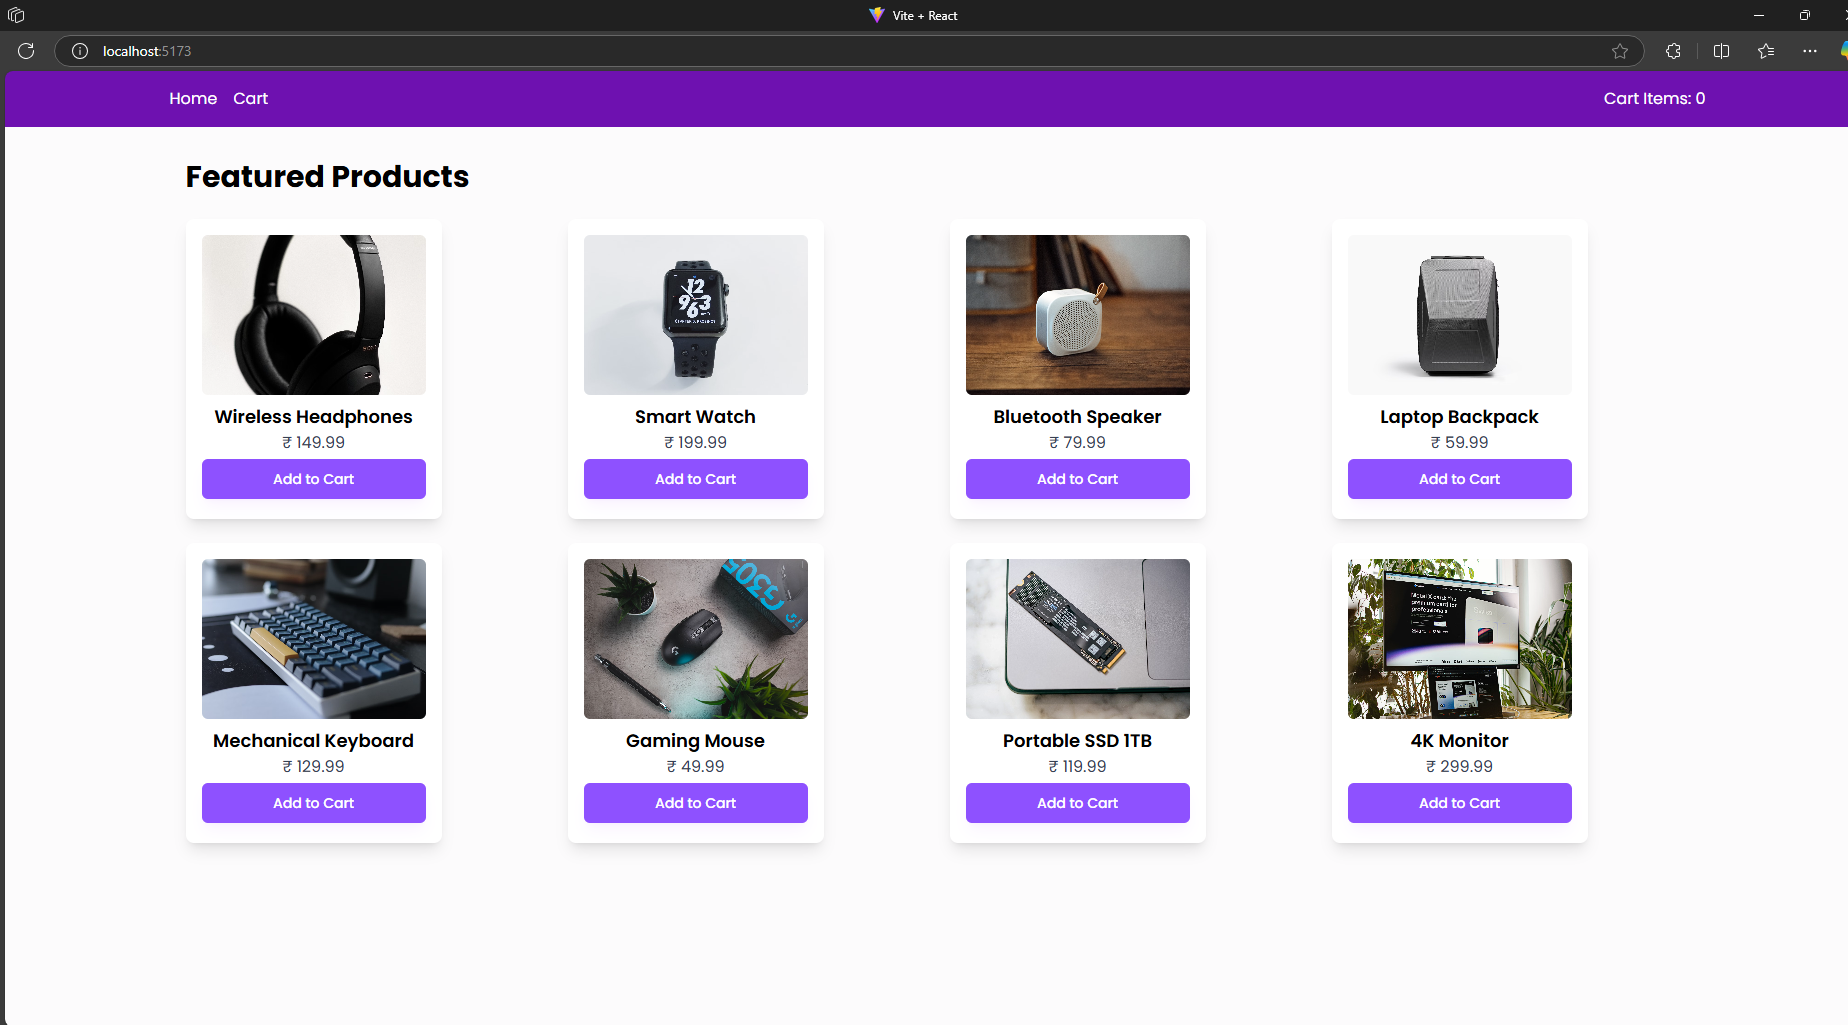 Vite + React
localhost:5173
Home Cart Cart Items: 0
Featured Products
Wireless Headphones Smart Watch Bluetooth Speaker Laptop Backpack
₹ 149.99 ₹ 199.99 ₹ 79.99 ₹ 59.99
Add to Cart Add to Cart Add to Cart Add to Cart
G305
Mechanical Keyboard Gaming Mouse Portable SSD 1TB 4K Monitor
₹ 129.99 ₹ 49.99 ₹ 119.99 ₹ 299.99
Add to Cart Add to Cart Add to Cart Add to Cart